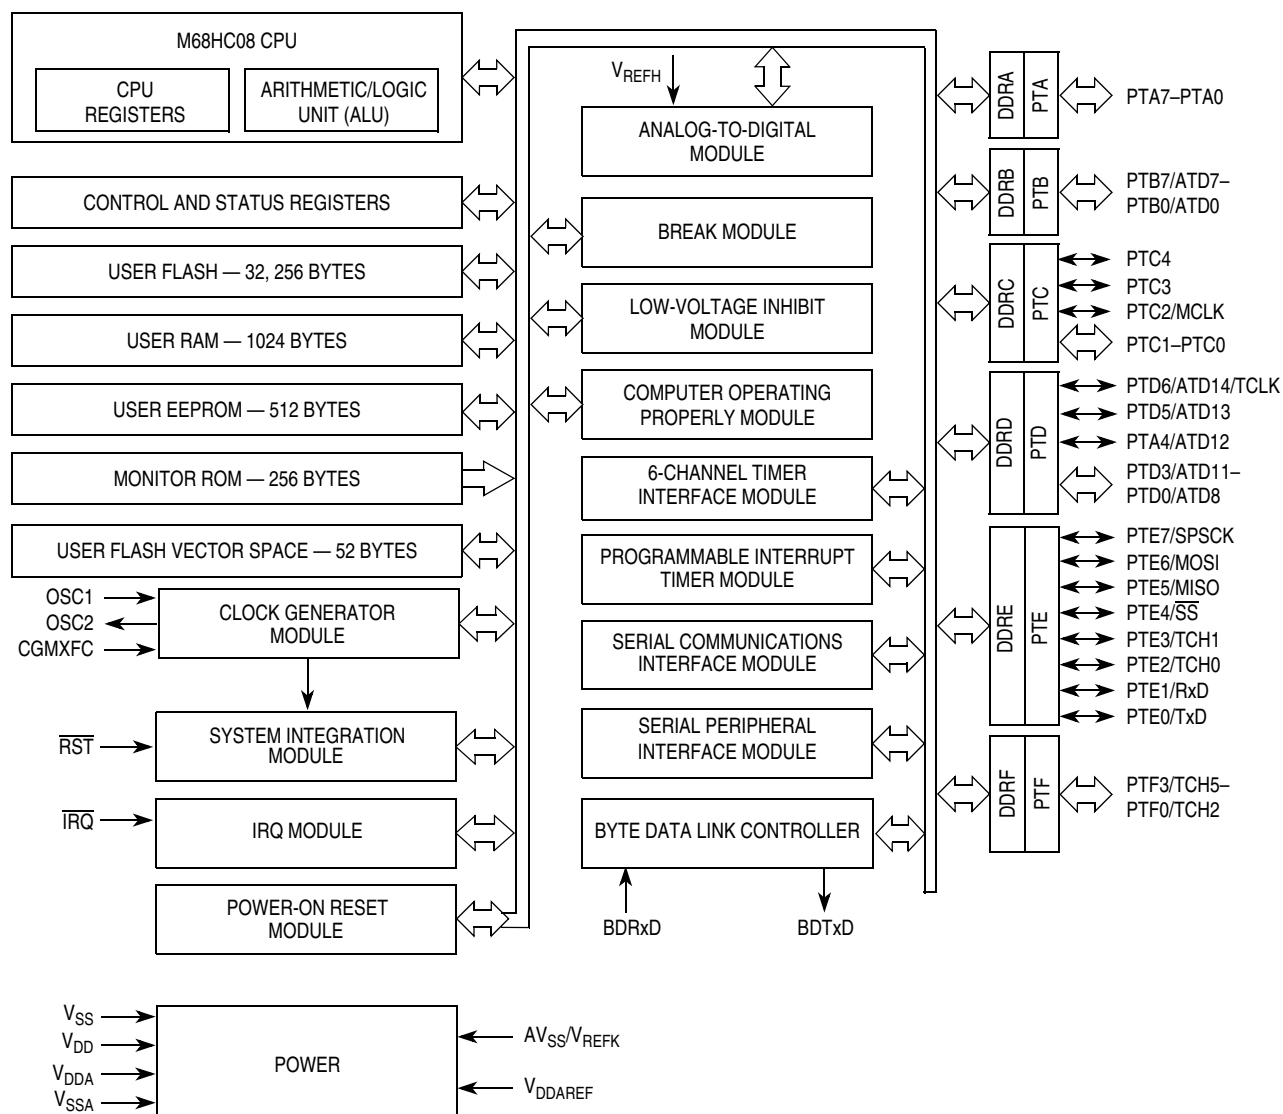 M68HC08 CPU
CPU
REGISTERS
ARITHMETIC/LOGIC
UNIT (ALU)
CONTROL AND STATUS REGISTERS
USER FLASH — 32, 256 BYTES
USER RAM — 1024 BYTES
USER EEPROM — 512 BYTES
MONITOR ROM — 256 BYTES
USER FLASH VECTOR SPACE — 52 BYTES
OSC1
OSC2
CGMXFC
CLOCK GENERATOR
MODULE
RST
SYSTEM INTEGRATION
MODULE
IRQ
IRQ MODULE
POWER-ON RESET
MODULE
VSS
VDD
VDDA
VSSA
POWER
AVSS/VREFK
VDDAREF
VREFH
ANALOG-TO-DIGITAL
MODULE
BREAK MODULE
LOW-VOLTAGE INHIBIT
MODULE
COMPUTER OPERATING
PROPERLY MODULE
6-CHANNEL TIMER
INTERFACE MODULE
PROGRAMMABLE INTERRUPT
TIMER MODULE
SERIAL COMMUNICATIONS
INTERFACE MODULE
SERIAL PERIPHERAL
INTERFACE MODULE
BYTE DATA LINK CONTROLLER
BDRxD
BDTxD
DDRA
PTA
PTA7–PTA0
DDRB
PTB
PTB7/ATD7–
PTB0/ATD0
DDRC
PTC
PTC4
PTC3
PTC2/MCLK
PTC1–PTC0
DDRD
PTD
PTD6/ATD14/TCLK
PTD5/ATD13
PTA4/ATD12
PTD3/ATD11–
PTD0/ATD8
DDRE
PTE
PTE7/SPSCK
PTE6/MOSI
PTE5/MISO
PTE4/SS
PTE3/TCH1
PTE2/TCH0
PTE1/RxD
PTE0/TxD
DDRF
PTF
PTF3/TCH5–
PTF0/TCH2